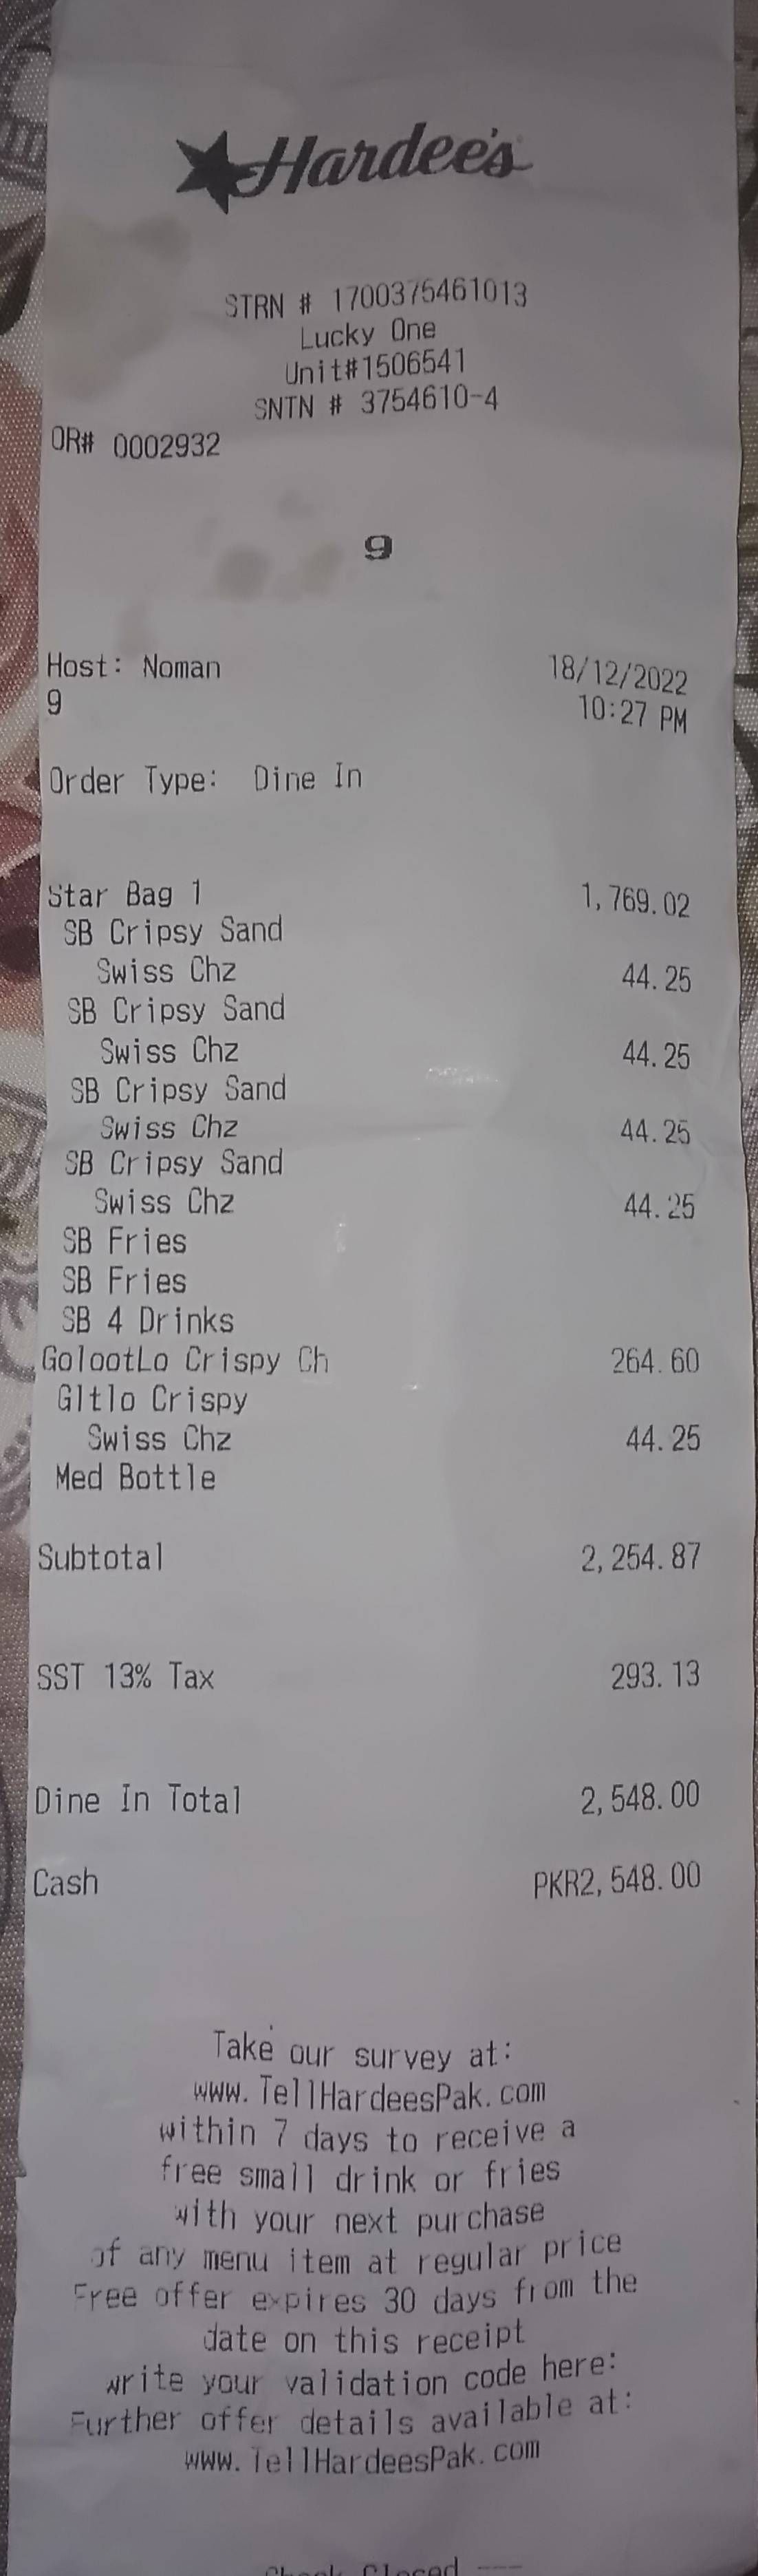 Hardee's
STRN # 1700375461013
Lucky One
Unit#1506541
SNTN # 3754610-4
OR# 0002932
9
Host: Noman 18/12/2022
9 10:27 PM
Order Type: Dine In
Star Bag 1 1,769.02
SB Cripsy Sand
Swiss Chz 44.25
SB Cripsy Sand
Swiss Chz 44.25
SB Cripsy Sand
Swiss Chz 44.25
SB Cripsy Sand
Swiss Chz 44.25
SB Fries
SB Fries
SB 4 Drinks
GolootLo Crispy Ch 264.60
Gltlo Crispy
Swiss Chz 44.25
Med Bottle
Subtotal 2,254.87
SST 13% Tax 293.13
Dine In Total 2,548.00
Cash PKR2,548.00
Take our survey at:
www.TellHardeesPak.com
within 7 days to receive a
free small drink or fries
with your next purchase
of any menu item at regular price
Free offer expires 30 days from the
date on this receipt
write your validation code here:
Further offer details available at:
www.TellHardeesPak.com
Check Closed ---